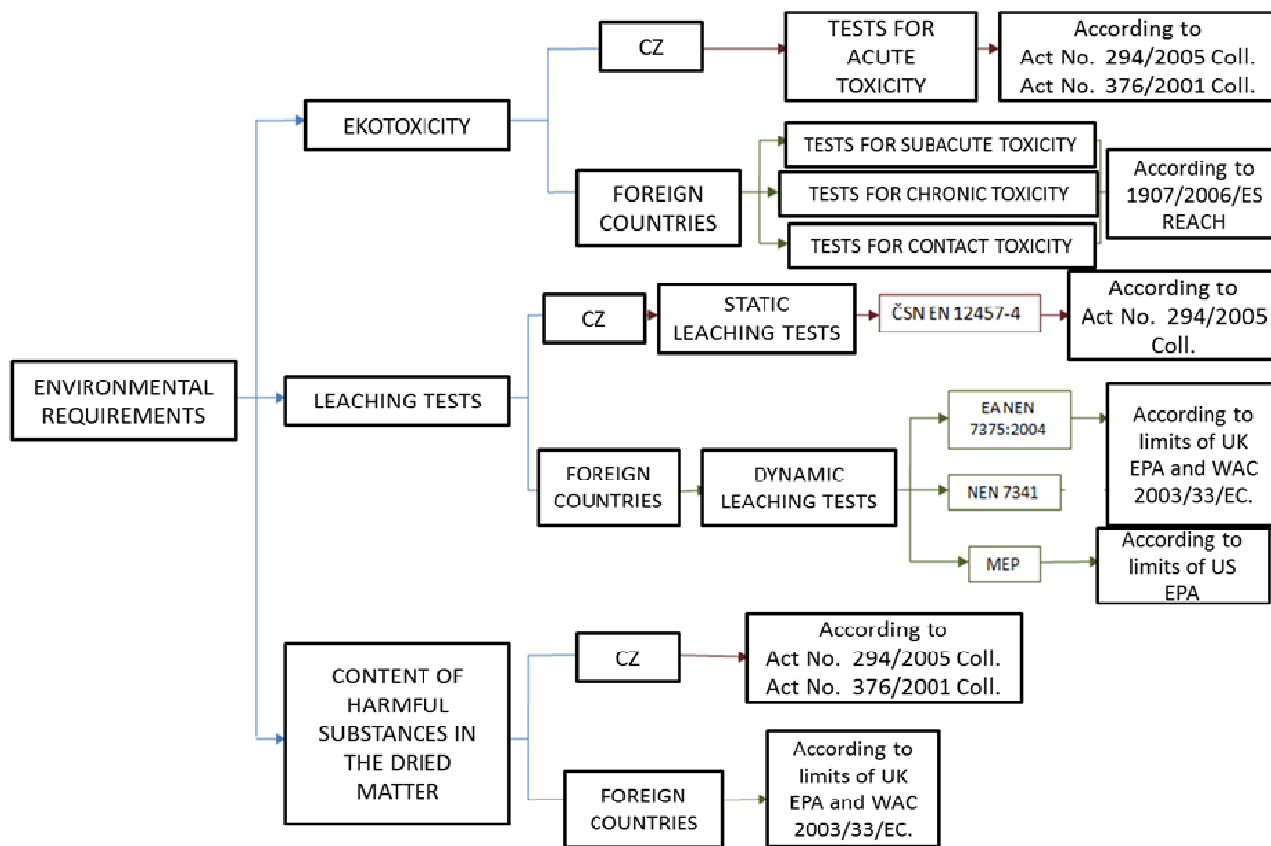 CZ
TESTS FOR
ACUTE
TOXICITY
According to
Act No. 294/2005 Coll.
Act No. 376/2001 Coll.
EKOTOXICITY
FOREIGN
COUNTRIES
TESTS FOR SUBACUTE TOXICITY
TESTS FOR CHRONIC TOXICITY
TESTS FOR CONTACT TOXICITY
According to
1907/2006/ES
REACH
ENVIRONMENTAL
REQUIREMENTS
LEACHING TESTS
CZ
STATIC
LEACHING TESTS
ČSN EN 12457-4
According to
Act No. 294/2005
Coll.
FOREIGN
COUNTRIES
DYNAMIC
LEACHING TESTS
EA NEN
7375:2004
NEN 7341
MEP
According to
limits of UK
EPA and WAC
2003/33/EC.
According to
limits of US
EPA
CONTENT OF
HARMFUL
SUBSTANCES IN
THE DRIED
MATTER
CZ
According to
Act No. 294/2005 Coll.
Act No. 376/2001 Coll.
FOREIGN
COUNTRIES
According to
limits of UK
EPA and WAC
2003/33/EC.